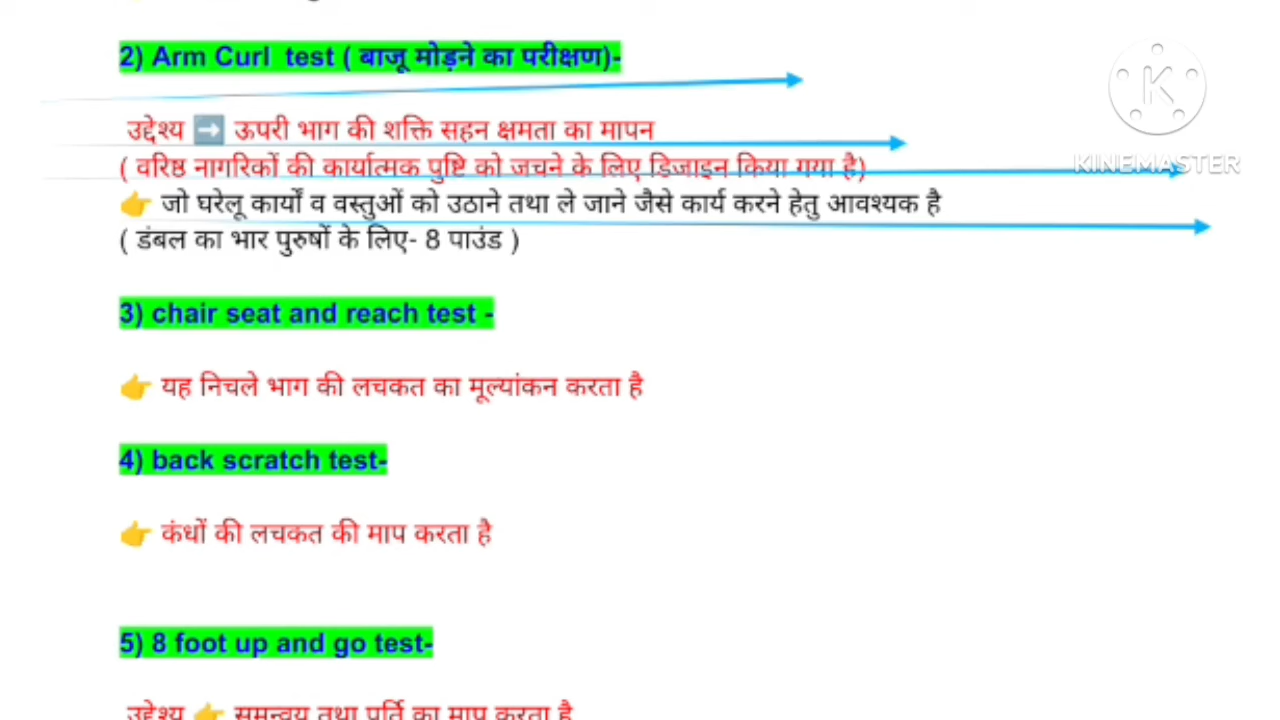 2) Arm Curl test ( बाजू मोड़ने का परीक्षण)-
उद्देश्य ➡️ ऊपरी भाग की शक्ति सहन क्षमता का मापन
( वरिष्ठ नागरिकों की कार्यात्मक पुष्टि को जचने के लिए डिजाइन किया गया है)
👉 जो घरेलू कार्यों व वस्तुओं को उठाने तथा ले जाने जैसे कार्य करने हेतु आवश्यक है
( डंबल का भार पुरुषों के लिए- 8 पाउंड )
3) chair seat and reach test -
👉 यह निचले भाग की लचकत का मूल्यांकन करता है
4) back scratch test-
👉 कंधों की लचकत की माप करता है
5) 8 foot up and go test-
उद्देश्य 👉 समन्वय तथा पूर्ति का माप करता है
KINEMASTER